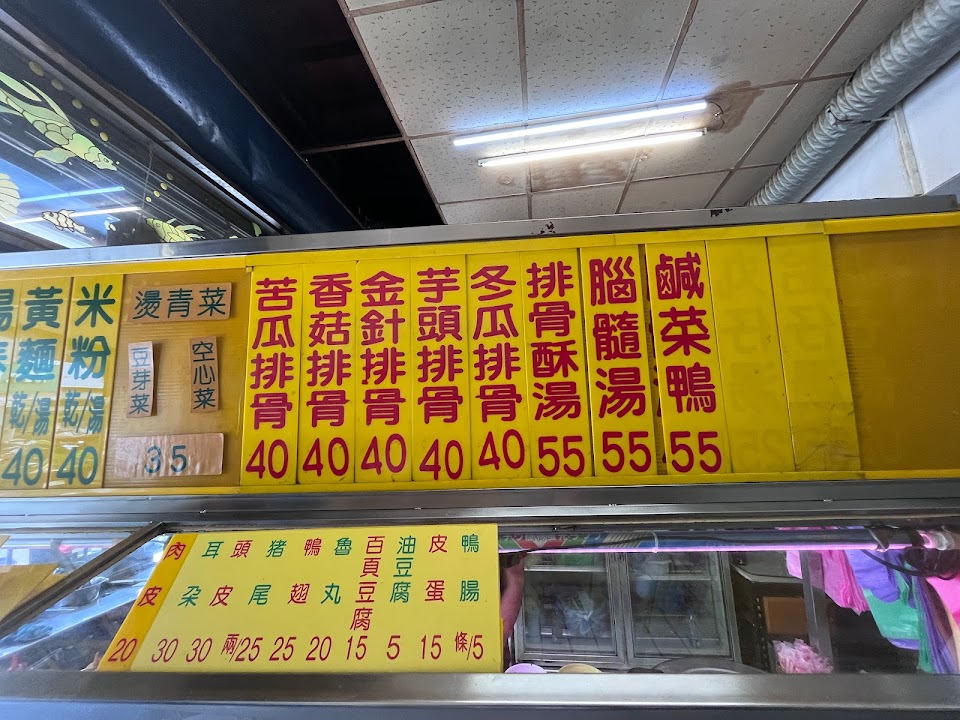 黃麵 乾/湯 40
米粉 乾/湯 40
燙青菜
豆芽菜
空心菜
35
苦瓜排骨 40
香菇排骨 40
金針排骨 40
芋頭排骨 40
冬瓜排骨 40
排骨酥湯 55
腦髓湯 55
鹹菜鴨 55
肉皮 20
耳朶 30
頭皮 30
猪尾 兩/25
鴨翅 25
魯丸 20
百頁豆腐 15
油豆腐 5
皮蛋 15
鴨腸 條/5